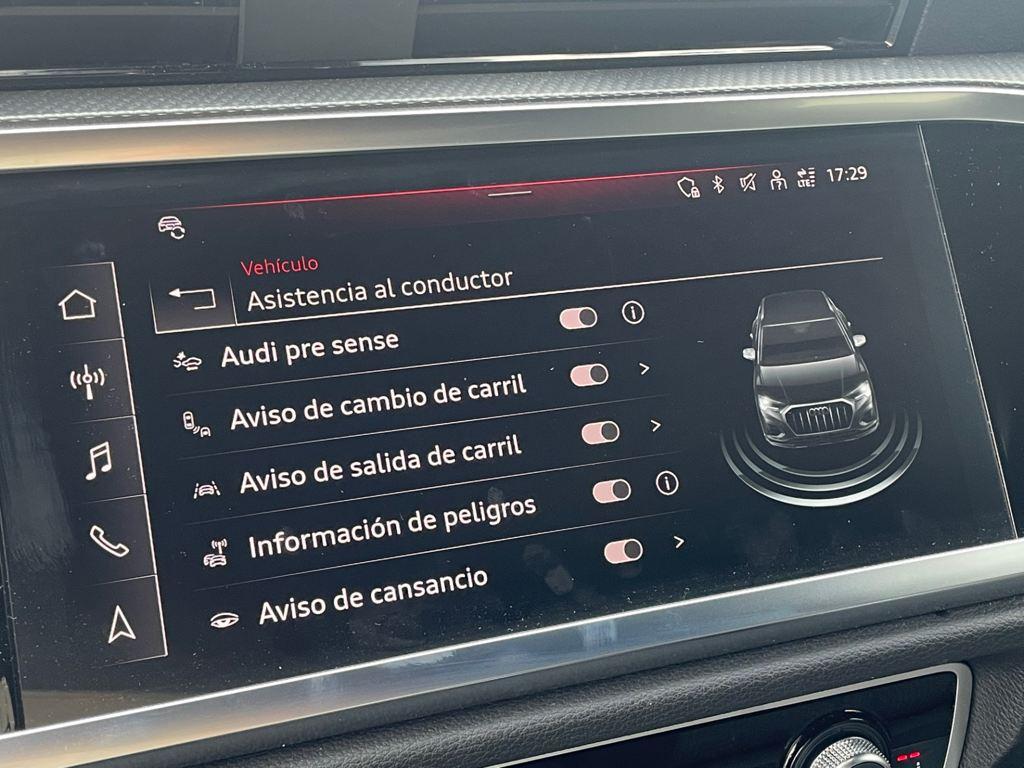 LTE 17:29
Vehículo
Asistencia al conductor
Audi pre sense
Aviso de cambio de carril
Aviso de salida de carril
Información de peligros
Aviso de cansancio